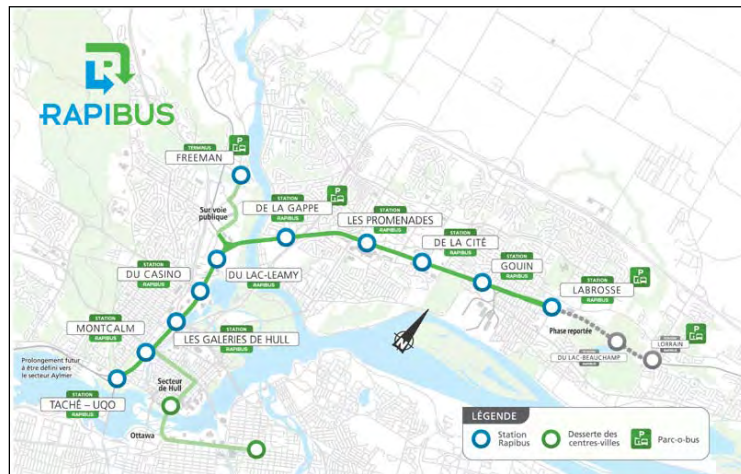 RAPIBUS
TERMINUS
FREEMAN
P
Sur voie
publique
STATION
DE LA GAPPE
RAPIBUS
P
STATION
LES PROMENADES
RAPIBUS
STATION
DE LA CITÉ
RAPIBUS
STATION
GOUIN
RAPIBUS
STATION
LABROSSE
RAPIBUS
P
STATION
DU CASINO
RAPIBUS
DU LAC-LEAMY
RAPIBUS
STATION
MONTCALM
RAPIBUS
LES GALERIES DE HULL
RAPIBUS
Phase reportée
LORRAIN
P
DU LAC-BEAUCHAMP
Prolongement futur
à être défini vers
le secteur Aylmer
STATION
TACHÉ – UQO
RAPIBUS
Secteur
de Hull
Ottawa
N
LÉGENDE
Station
Rapibus
Desserte des
centres-villes
P
Parc-o-bus